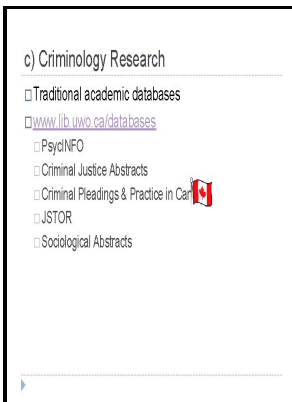 c) Criminology Research
Traditional academic databases
www.lib.uwo.ca/databases
PsycINFO
Criminal Justice Abstracts
Criminal Pleadings & Practice in Can
JSTOR
Sociological Abstracts